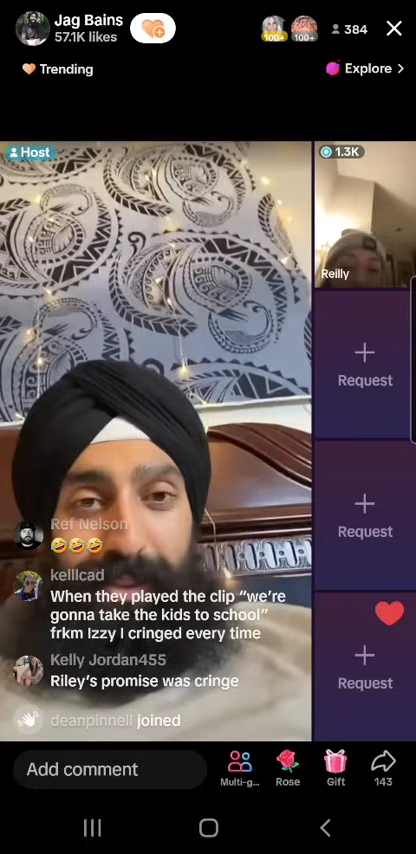 Jag Bains
57.1K likes
100+
100+
384
Trending
Explore >
Host
1.3K
Reilly
Request
Request
Request
Ref Nelson
🤣🤣🤣
kelllcad
When they played the clip “we're
gonna take the kids to school”
frkm Izzy I cringed every time
Kelly Jordan455
Riley's promise was cringe
deanpinnell joined
Add comment
Multi-g...
Rose
Gift
143